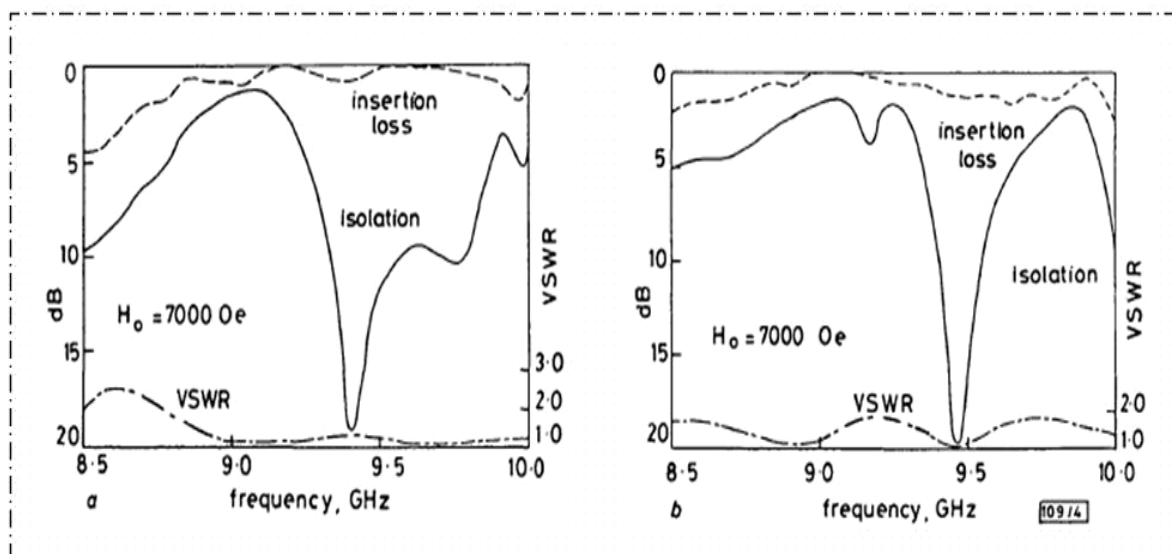 0
5
10
15
20
dB
insertion
loss
Isolation
H₀ = 7000 Oe
VSWR
VSWR
3·0
2·0
1·0
8·5 9·0 9·5 10·0
a frequency, GHz
0
5
10
15
20
dB
insertion
loss
Isolation
H₀ = 7000 Oe
VSWR
VSWR
2·0
1·0
8·5 9·0 9·5 10·0
b frequency, GHz
109/4